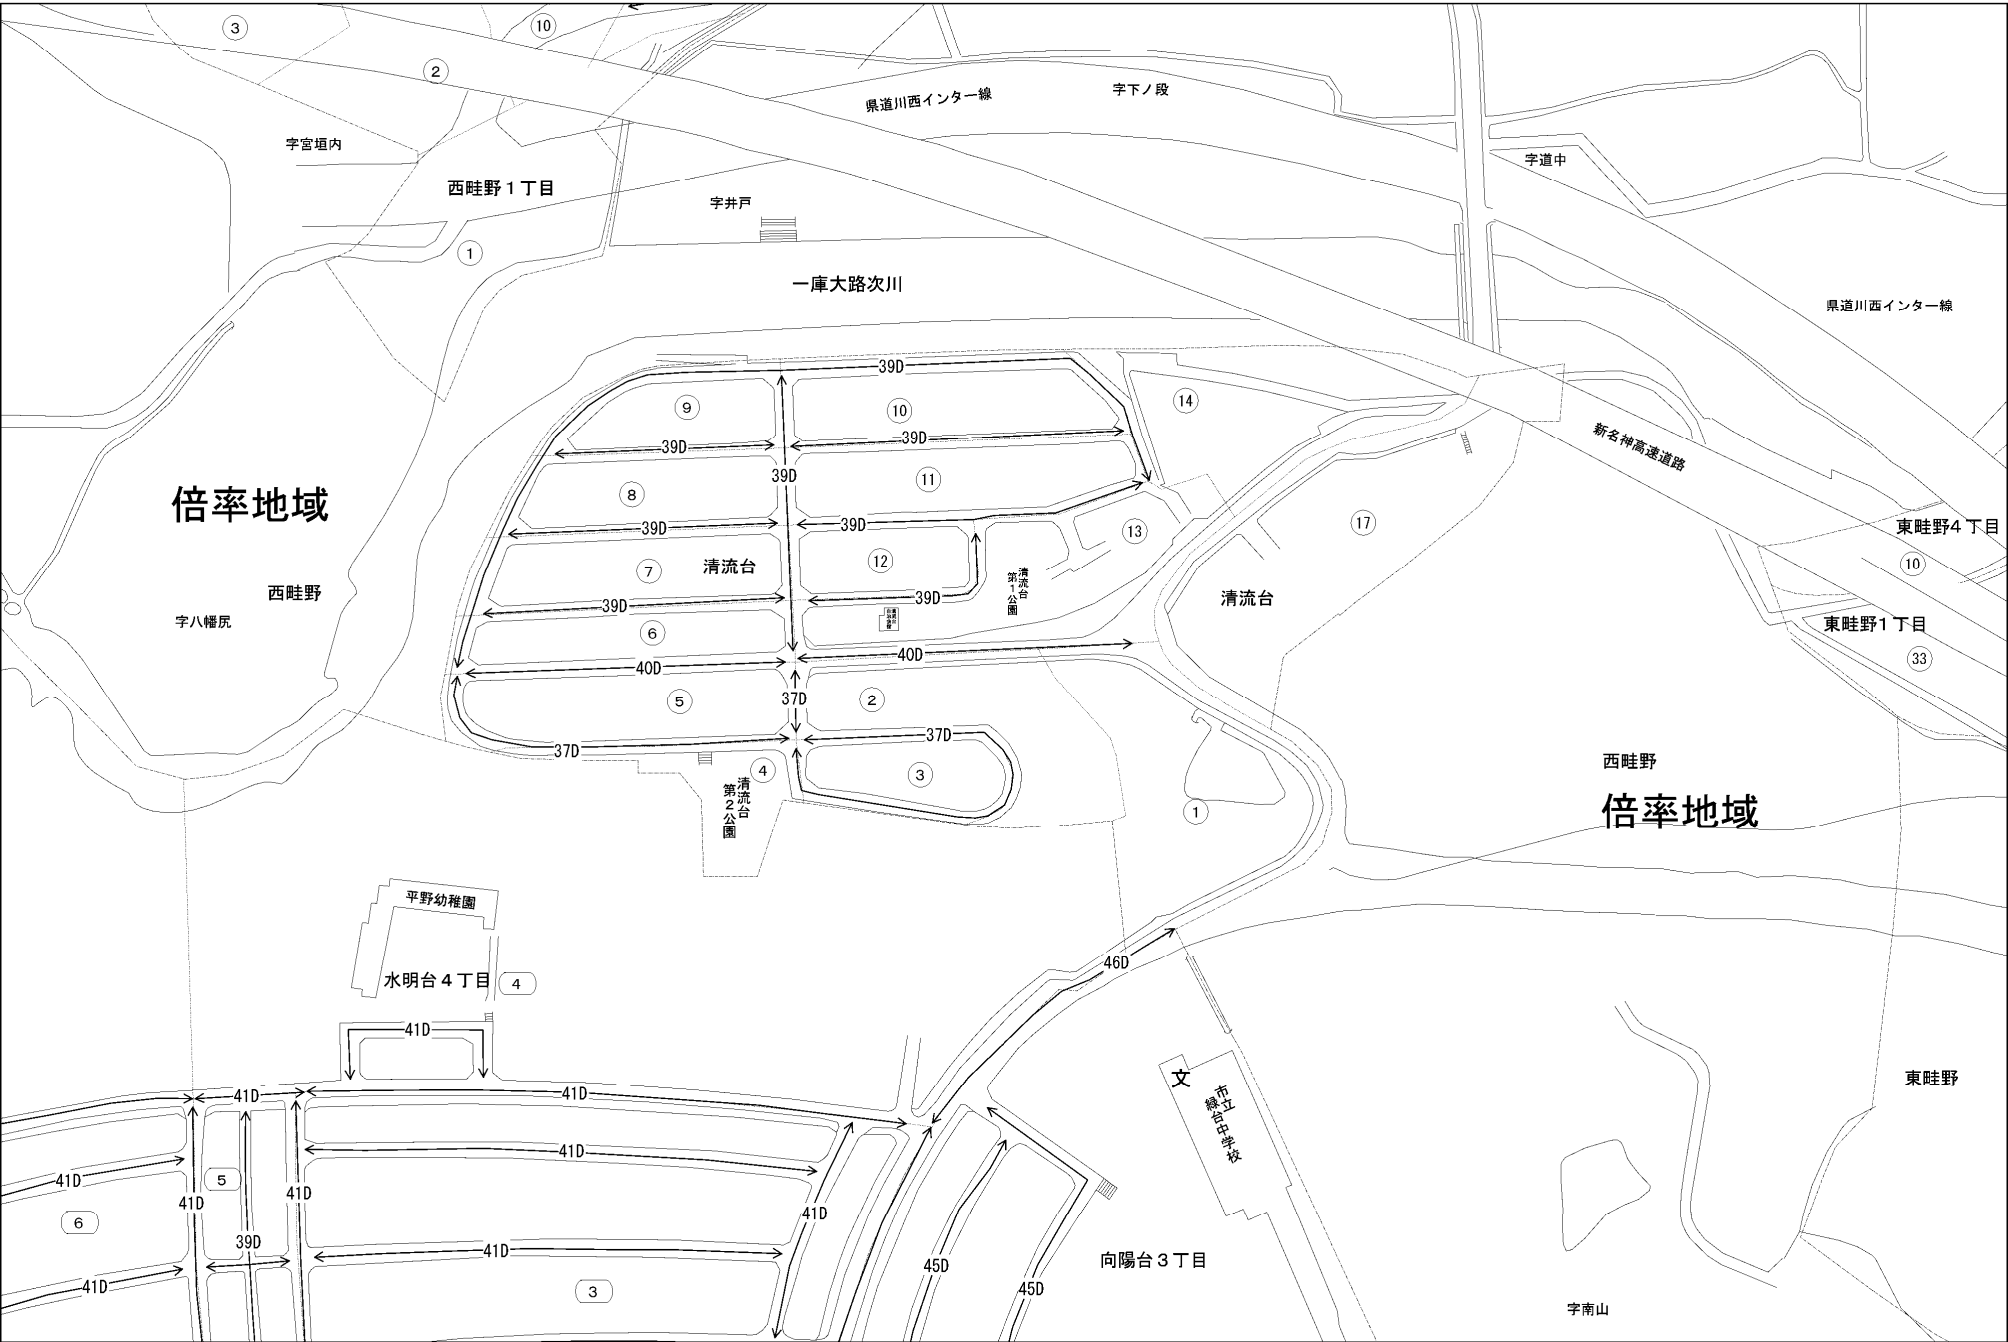 ③
⑩
②
県道川西インター線
字下ノ段
字宮垣内
字道中
西畦野１丁目
字井戸
①
一庫大路次川
県道川西インター線
39D
⑨
⑩
⑭
39D
39D
新名神高速道路
39D
⑪
⑧
倍率地域
39D
39D
⑬
⑰
東畦野４丁目
⑫
⑩
⑦
清流台
清流台
第１公園
西畦野
39D
39D
清流台
字八幡尻
⑥
東畦野１丁目
40D
40D
㉝
⑤
37D
②
37D
37D
西畦野
④
③
清流台
第２公園
①
倍率地域
平野幼稚園
46D
水明台４丁目
4
41D
文
市立
緑台中学校
東畦野
41D
41D
41D
41D
5
41D
41D
41D
6
39D
41D
41D
45D
向陽台３丁目
41D
3
45D
字南山